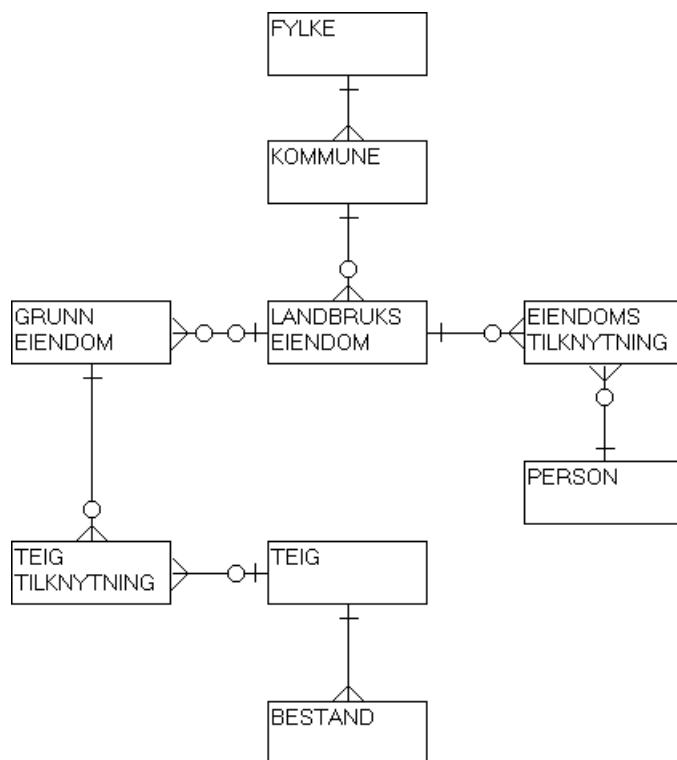 FYLKE
KOMMUNE
GRUNN
EIENDOM
LANDBRUKS
EIENDOM
EIENDOMS
TILKNYTNING
PERSON
TEIG
TILKNYTNING
TEIG
BESTAND